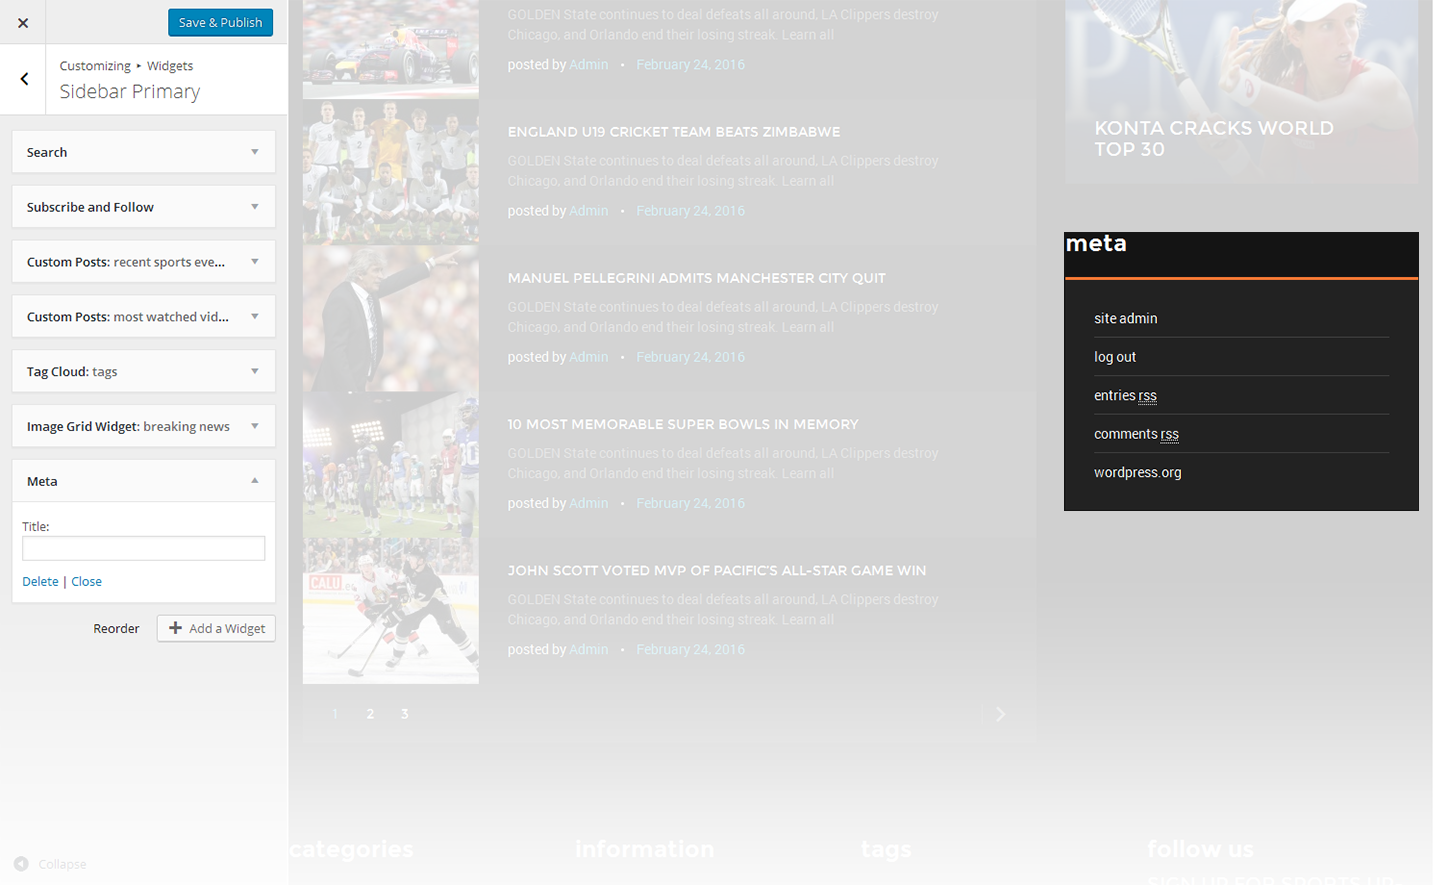 Save & Publish
Customizing ▸ Widgets
Sidebar Primary
Search
Subscribe and Follow
Custom Posts: recent sports eve...
Custom Posts: most watched vid...
Tag Cloud: tags
Image Grid Widget: breaking news
Meta
Title:
Delete | Close
Reorder
Add a Widget
Collapse
GOLDEN State continues to deal defeats all around, LA Clippers destroy
Chicago, and Orlando end their losing streak. Learn all
posted by Admin • February 24, 2016
ENGLAND U19 CRICKET TEAM BEATS ZIMBABWE
GOLDEN State continues to deal defeats all around, LA Clippers destroy
Chicago, and Orlando end their losing streak. Learn all
posted by Admin • February 24, 2016
MANUEL PELLEGRINI ADMITS MANCHESTER CITY QUIT
GOLDEN State continues to deal defeats all around, LA Clippers destroy
Chicago, and Orlando end their losing streak. Learn all
posted by Admin • February 24, 2016
10 MOST MEMORABLE SUPER BOWLS IN MEMORY
GOLDEN State continues to deal defeats all around, LA Clippers destroy
Chicago, and Orlando end their losing streak. Learn all
posted by Admin • February 24, 2016
CALU
JOHN SCOTT VOTED MVP OF PACIFIC'S ALL-STAR GAME WIN
GOLDEN State continues to deal defeats all around, LA Clippers destroy
Chicago, and Orlando end their losing streak. Learn all
posted by Admin • February 24, 2016
1 2 3
KONTA CRACKS WORLD
TOP 30
meta
site admin
log out
entries rss
comments rss
wordpress.org
categories
information
tags
follow us
SIGN UP FOR SPORTS UP